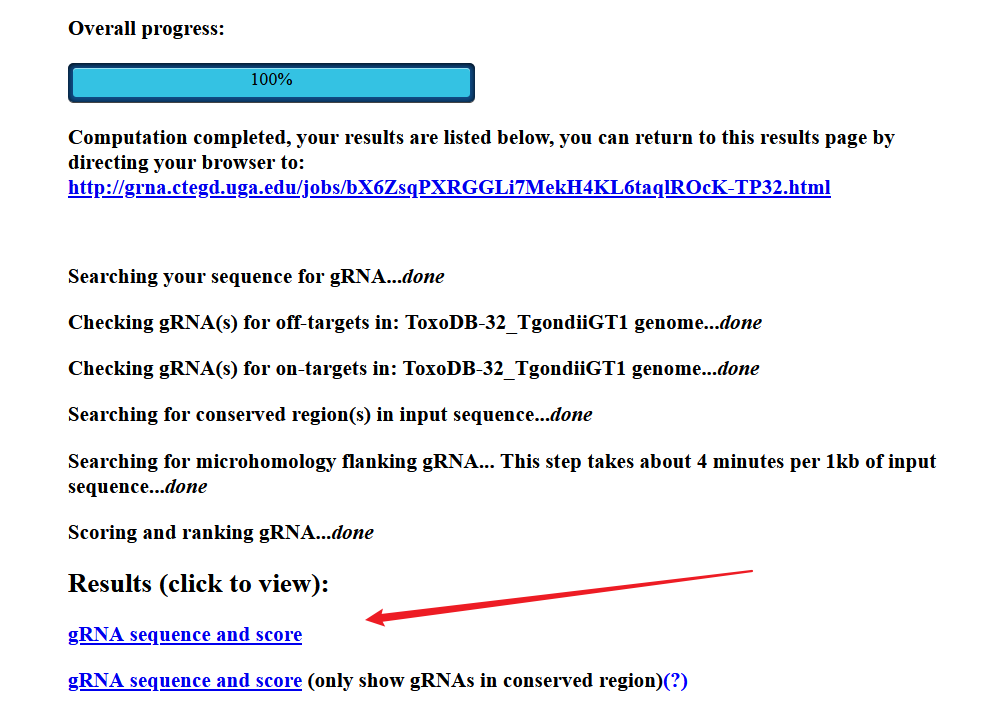 Overall progress:
100%
Computation completed, your results are listed below, you can return to this results page by
directing your browser to:
http://grna.ctegd.uga.edu/jobs/bX6ZsqPXRGGLi7MekH4KL6taqlROcK-TP32.html
Searching your sequence for gRNA...done
Checking gRNA(s) for off-targets in: ToxoDB-32_TgondiiGT1 genome...done
Checking gRNA(s) for on-targets in: ToxoDB-32_TgondiiGT1 genome...done
Searching for conserved region(s) in input sequence...done
Searching for microhomology flanking gRNA... This step takes about 4 minutes per 1kb of input
sequence...done
Scoring and ranking gRNA...done
Results (click to view):
gRNA sequence and score
gRNA sequence and score (only show gRNAs in conserved region)(?)